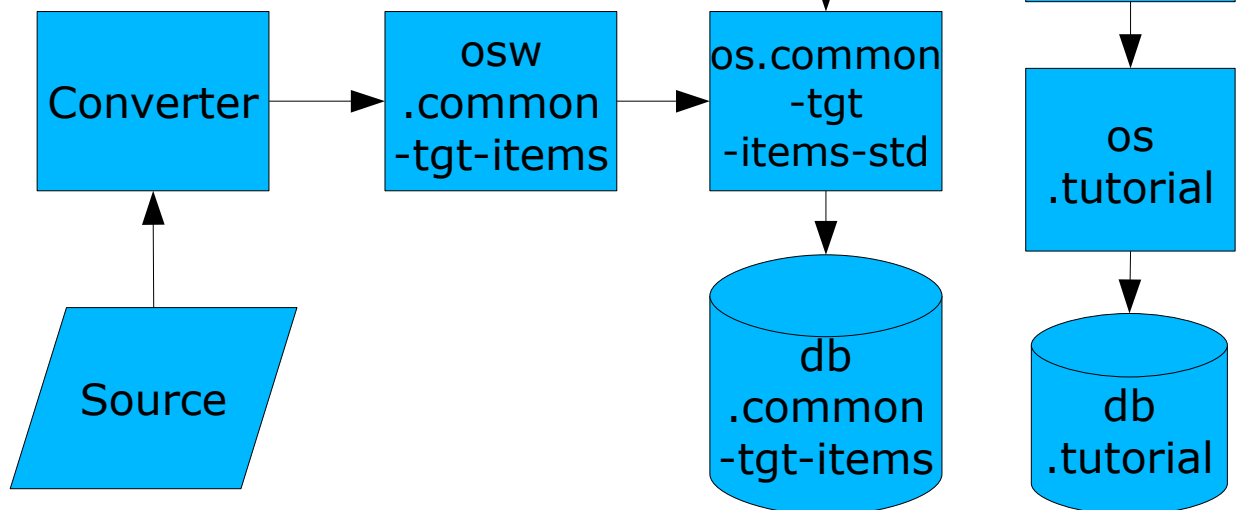 Converter
osw
.common
-tgt-items
os.common
-tgt
-items-std
os
.tutorial
Source
db
.common
-tgt-items
db
.tutorial